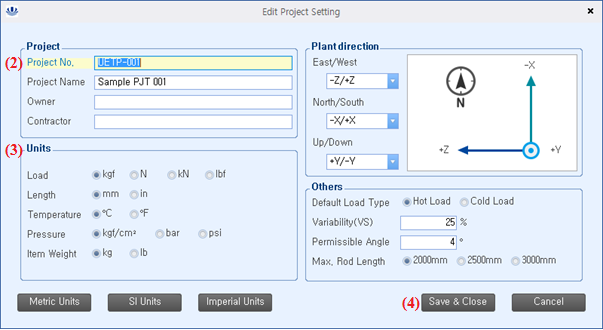 Edit Project Setting
Project
(2) Project No. UETP-001
Project Name Sample PJT 001
Owner
Contractor
(3) Units
Load kgf N kN lbf
Length mm in
Temperature °C °F
Pressure kgf/cm² bar psi
Item Weight kg lb
Plant direction
East/West
-Z/+Z
North/South
-X/+X
Up/Down
+Y/-Y
N
-X
+Z
+Y
Others
Default Load Type Hot Load Cold Load
Variability(VS) 25 %
Permissible Angle 4 °
Max. Rod Length 2000mm 2500mm 3000mm
Metric Units SI Units Imperial Units (4) Save & Close Cancel